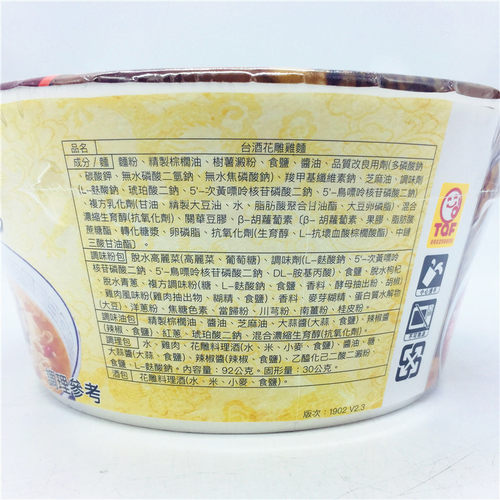 品名 台酒花雕雞麵
成分/麵 麵粉、精製棕櫚油、樹薯澱粉、食鹽、醬油、品質改良用劑(多磷酸鈉、
碳酸鉀、無水磷酸二氫鈉、無水焦磷酸鈉)、羧甲基纖維素鈉、芝麻油、調味劑
(L-麩酸鈉、琥珀酸二鈉、5'-次黃嘌呤核苷磷酸二鈉、5'-鳥嘌呤核苷磷酸二鈉)、
複方乳化劑(甘油、精製大豆油、水、脂肪酸聚合甘油酯、大豆卵磷脂)、混合
濃縮生育醇(抗氧化劑)、關華豆膠、β-胡蘿蔔素(β-胡蘿蔔素、果膠、脂肪酸
蔗糖酯、轉化糖漿、卵磷脂、抗氧化劑(生育醇、L-抗壞血酸棕櫚酸酯)、中鏈
三酸甘油酯)。
調味粉包 脫水高麗菜(高麗菜、葡萄糖)、調味劑(L-麩酸鈉、5'-次黃嘌呤
核苷磷酸二鈉、5'-鳥嘌呤核苷磷酸二鈉、DL-胺基丙酸)、食鹽、脫水枸杞
、脫水青蔥、複方調味粉(糖、L-麩酸鈉、食鹽、香料、酵母抽出粉、胡椒)
、雞肉風味粉(雞肉抽出物、糊精、食鹽)、香料、麥芽糊精、蛋白質水解物
(大豆)、洋蔥粉、焦糖色素、當歸粉、川芎粉、南薑粉、桂皮粉。
調味油包 精製棕櫚油、醬油、芝麻油、大蒜醬(大蒜、食鹽)、辣椒醬
(辣椒、食鹽)、紅蔥、琥珀酸二鈉、混合濃縮生育醇(抗氧化劑)。
調理包 水、雞肉、花雕料理酒(水、米、小麥、食鹽)、醬油、糖、
大蒜醬(大蒜、食鹽)、辣椒醬(辣椒、食鹽)、乙醯化己二酸二澱粉、
食鹽、L-麩酸鈉。內容量:92公克。固形量:30公克。
酒包 花雕料理酒(水、米、小麥、食鹽)。
版次:1902 V2.3
TQF
調理參考